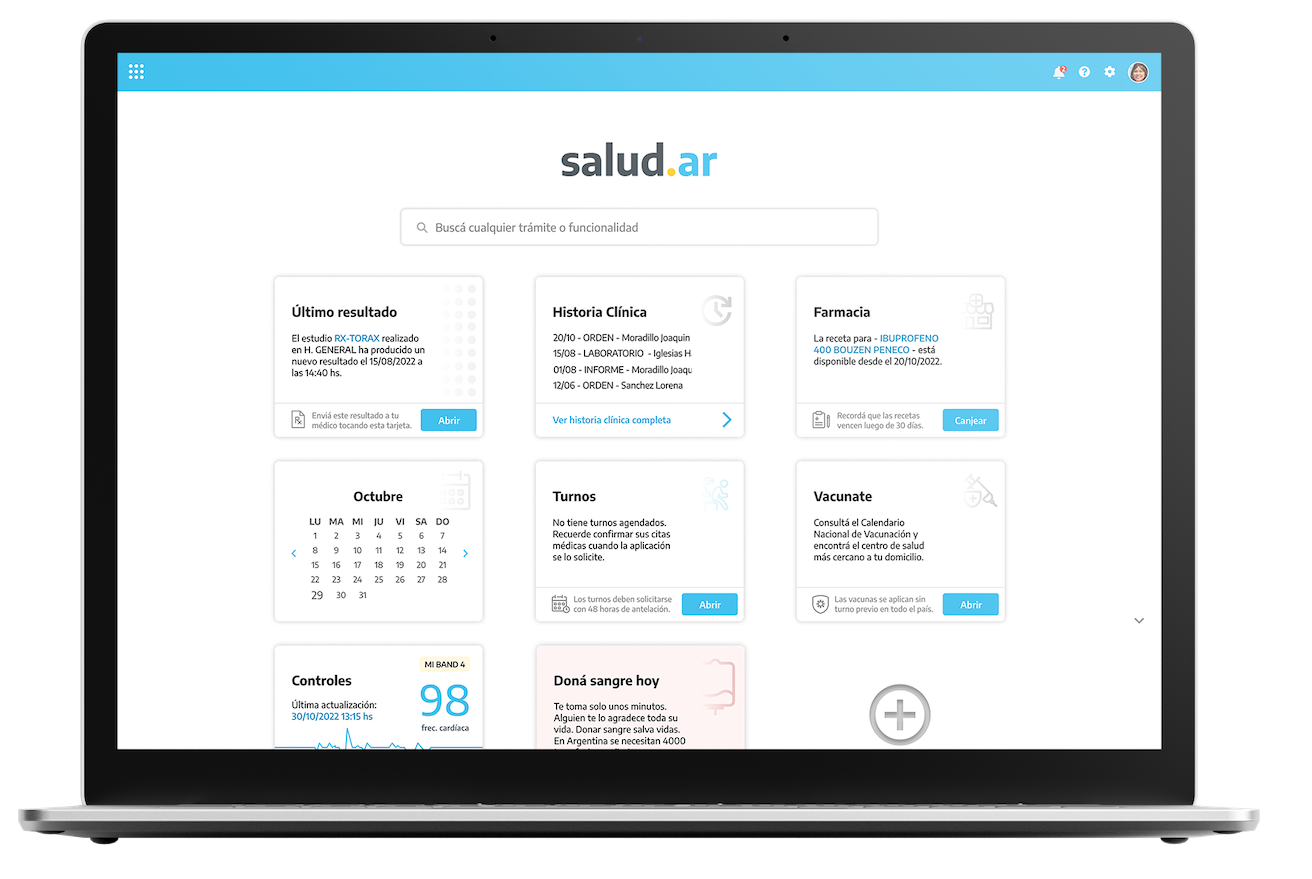 2
salud.ar
Buscá cualquier trámite o funcionalidad
Último resultado
El estudio RX-TORAX realizado
en H. GENERAL ha producido un
nuevo resultado el 15/08/2022 a
las 14:40 hs.
Enviá este resultado a tu
médico tocando esta tarjeta.
Abrir
Historia Clínica
20/10 - ORDEN - Moradillo Joaquin
15/08 - LABORATORIO - Iglesias H
01/08 - INFORME - Moradillo Joaqu
12/06 - ORDEN - Sanchez Lorena
Ver historia clínica completa
Farmacia
La receta para - IBUPROFENO
400 BOUZEN PENECO - está
disponible desde el 20/10/2022.
Recordá que las recetas
vencen luego de 30 días.
Canjear
Octubre
LU MA MI JU VI SA DO
1 2 3 4 5 6 7
8 9 10 11 12 13 14
15 16 17 18 19 20 21
22 23 24 25 26 27 28
29 30 31
Turnos
No tiene turnos agendados.
Recuerde confirmar sus citas
médicas cuando la aplicación
se lo solicite.
Los turnos deben solicitarse
con 48 horas de antelación.
Abrir
Vacunate
Consultá el Calendario
Nacional de Vacunación y
encontrá el centro de salud
más cercano a tu domicilio.
Las vacunas se aplican sin
turno previo en todo el país.
Abrir
Controles
Última actualización:
30/10/2022 13:15 hs
MI BAND 4
98
frec. cardíaca
Doná sangre hoy
Te toma solo unos minutos.
Alguien te lo agradece toda su
vida. Donar sangre salva vidas.
En Argentina se necesitan 4000